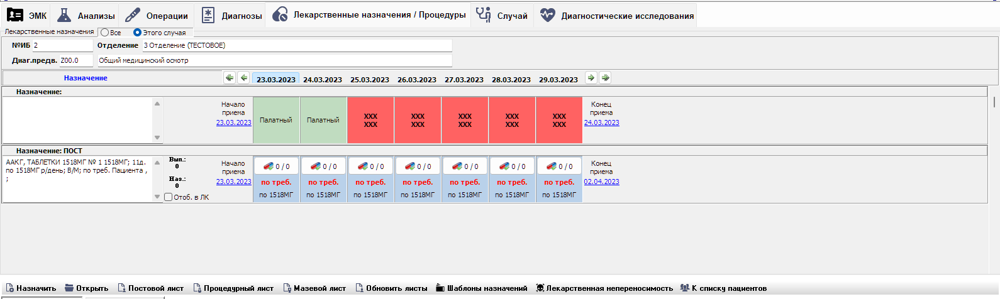 ЭМК Анализы Операции Диагнозы Лекарственные назначения / Процедуры Случай Диагностические исследования
Лекарственные назначения Все Этого случая
№ИБ 2 Отделение 3 Отделение (ТЕСТОВОЕ)
Диаг.предв. Z00.0 Общий медицинский осмотр
Назначение 23.03.2023 24.03.2023 25.03.2023 26.03.2023 27.03.2023 28.03.2023 29.03.2023
Назначение:
Начало приема 23.03.2023
Палатный Палатный XXX XXX XXX XXX XXX
XXX XXX XXX XXX XXX
Конец приема 24.03.2023
Назначение: ПОСТ
ААКГ, ТАБЛЕТКИ 1518МГ № 1 1518МГ; 11д.
по 1518МГ р/день; В/М; по треб. Пациента ,
;
Вып.:
0
Наз.:
0
Отоб. в ЛК
Начало приема 23.03.2023
0 / 0 0 / 0 0 / 0 0 / 0 0 / 0 0 / 0 0 / 0
по треб. по треб. по треб. по треб. по треб. по треб. по треб.
по 1518МГ по 1518МГ по 1518МГ по 1518МГ по 1518МГ по 1518МГ по 1518МГ
Конец приема 02.04.2023
Назначить Открыть Постовой лист Процедурный лист Мазевой лист Обновить листы Шаблоны назначений Лекарственная непереносимость К списку пациентов